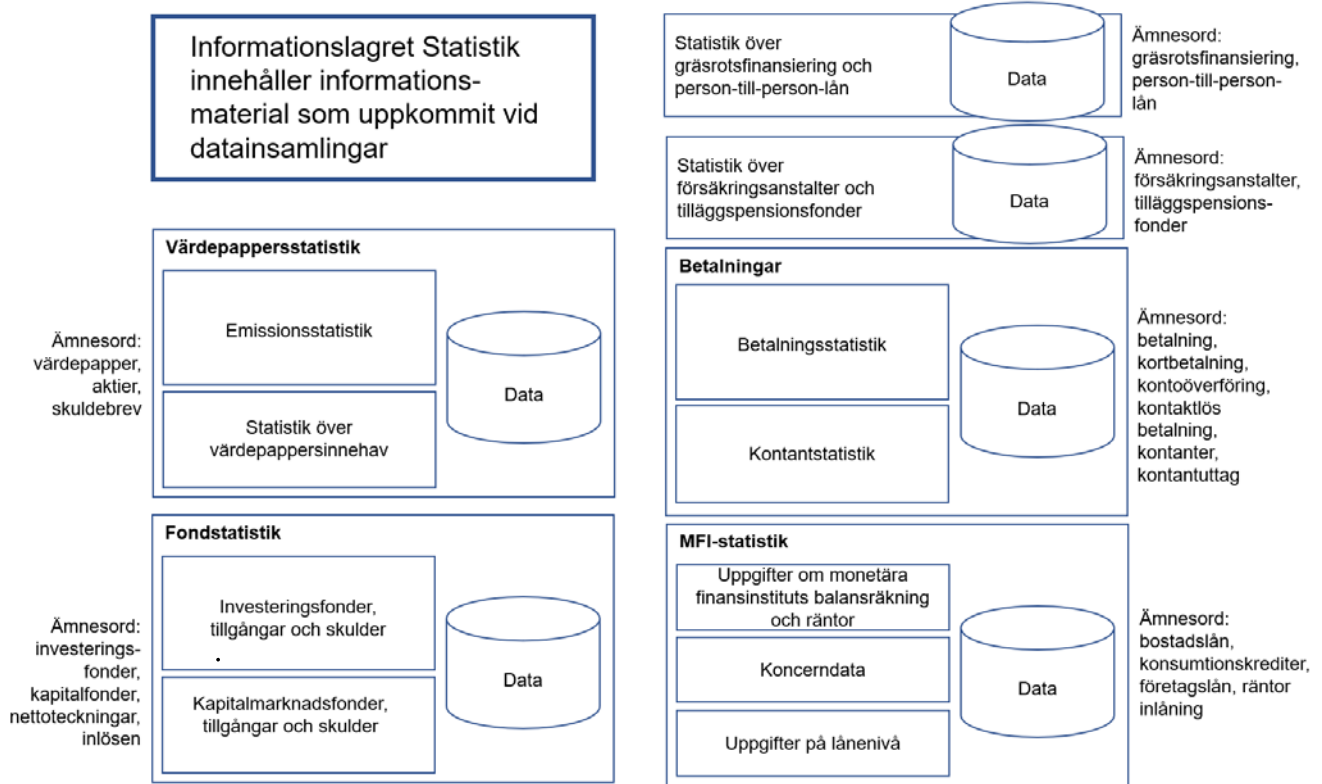 Informationslagret Statistik
innehåller informations-
material som uppkommit vid
datainsamlingar
Statistik över
gräsrotsfinansiering och
person-till-person-lån
Data
Ämnesord:
gräsrotsfinansiering,
person-till-person-
lån
Statistik över
försäkringsanstalter och
tilläggspensionsfonder
Data
Ämnesord:
försäkringsanstalter,
tilläggspensions-
fonder
Värdepappersstatistik
Emissionsstatistik
Statistik över
värdepappersinnehav
Data
Ämnesord:
värdepapper,
aktier,
skuldebrev
Betalningar
Betalningsstatistik
Kontantstatistik
Data
Ämnesord:
betalning,
kortbetalning,
kontoöverföring,
kontaktlös
betalning,
kontanter,
kontantuttag
Fondstatistik
Investeringsfonder,
tillgångar och skulder
.
Kapitalmarknadsfonder,
tillgångar och skulder
Data
Ämnesord:
investerings-
fonder,
kapitalfonder,
nettoteckningar,
inlösen
MFI-statistik
Uppgifter om monetära
finansinstituts balansräkning
och räntor
Koncerndata
Uppgifter på lånenivå
Data
Ämnesord:
bostadslån,
konsumtionskrediter,
företagslån, räntor
inlåning